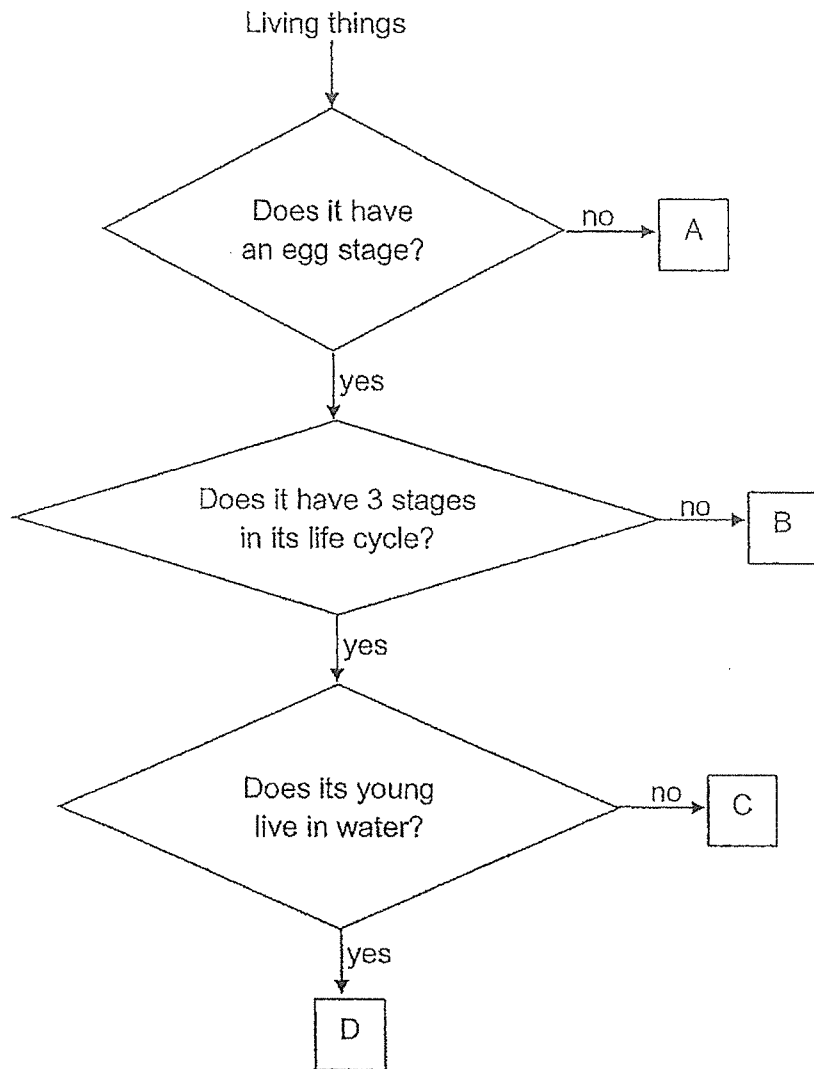 Living things
Does it have
an egg stage?
no
A
yes
Does it have 3 stages
in its life cycle?
no
B
yes
Does its young
live in water?
no
C
yes
D